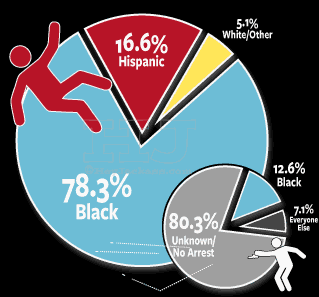 16.6%
Hispanic
5.1%
White/Other
78.3%
Black
12.6%
Black
7.1%
Everyone
Else
80.3%
Unknown/
No Arrest